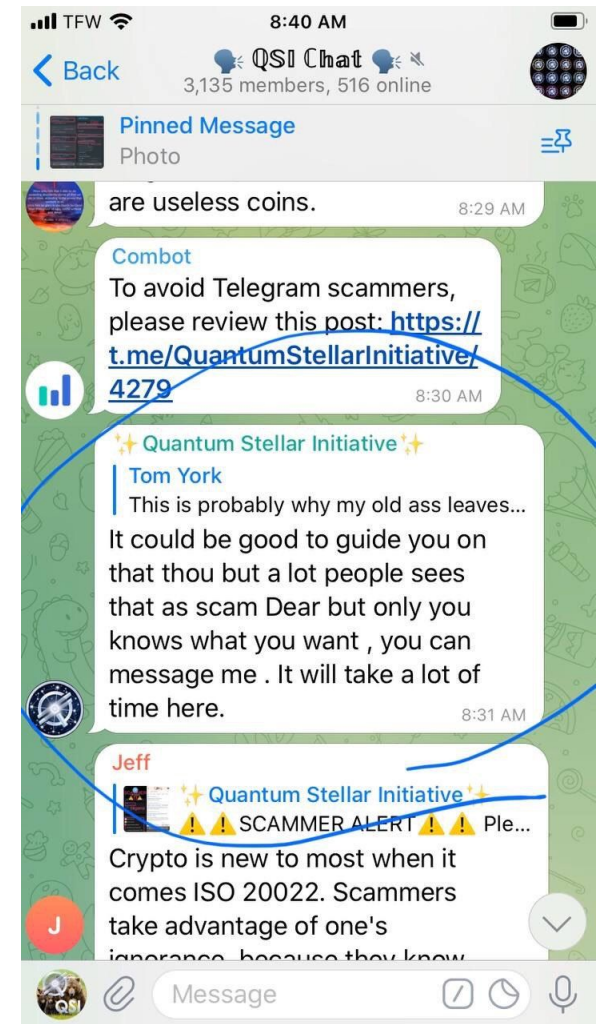 TFW
8:40 AM
Back
🗣 ℚSI ℂhat 🗣
3,135 members, 516 online
Pinned Message
Photo
are useless coins.
8:29 AM
Combot
To avoid Telegram scammers,
please review this post: https://
t.me/QuantumStellarInitiative/
4279
8:30 AM
✨Quantum Stellar Initiative✨
Tom York
This is probably why my old ass leaves...
It could be good to guide you on
that thou but a lot people sees
that as scam Dear but only you
knows what you want , you can
message me . It will take a lot of
time here.
8:31 AM
Jeff
✨Quantum Stellar Initiative✨
⚠️⚠️SCAMMER ALERT⚠️⚠️ Ple...
Crypto is new to most when it
comes ISO 20022. Scammers
take advantage of one's
ignorance, because they know
J
QSI
Message